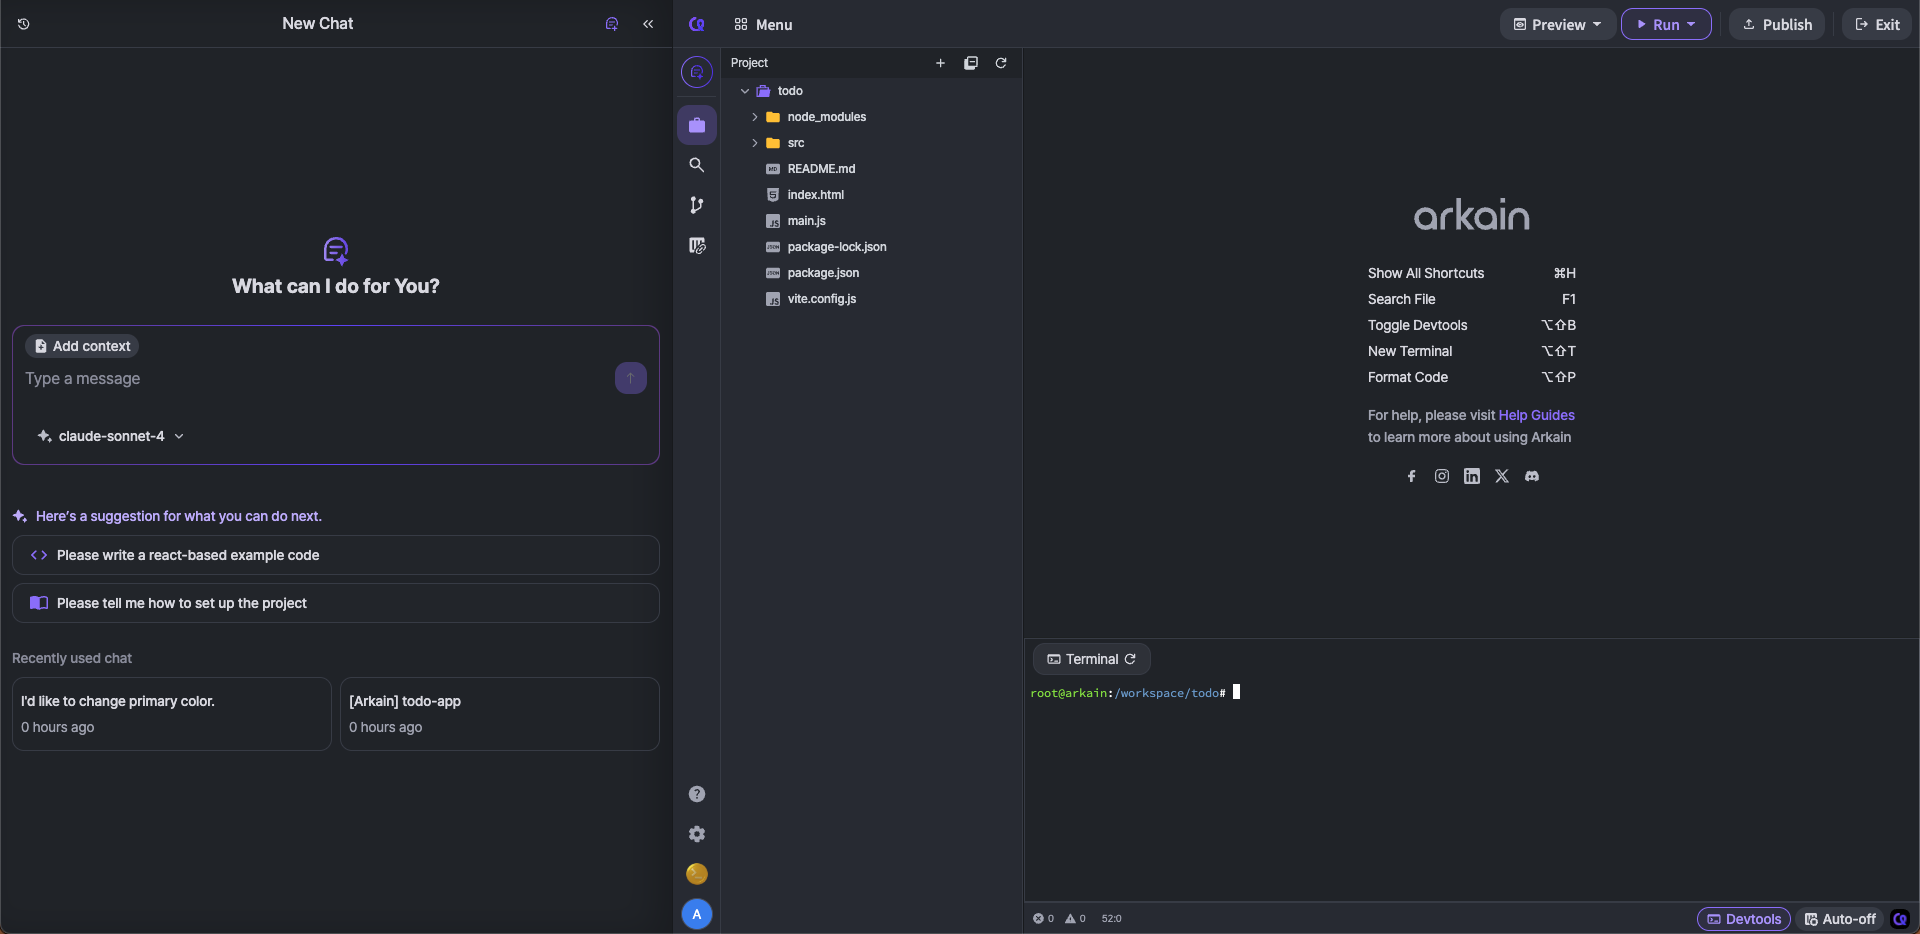 New Chat
What can I do for You?
Add context
Type a message
claude-sonnet-4
Here's a suggestion for what you can do next.
Please write a react-based example code
Please tell me how to set up the project
Recently used chat
I'd like to change primary color.
0 hours ago
[Arkain] todo-app
0 hours ago
Menu
Preview
Run
Publish
Exit
Project
todo
node_modules
src
README.md
index.html
main.js
package-lock.json
package.json
vite.config.js
A
arkain
Show All Shortcuts ⌘H
Search File F1
Toggle Devtools ⌥⇧B
New Terminal ⌥⇧T
Format Code ⌥⇧P
For help, please visit Help Guides
to learn more about using Arkain
Terminal
root@arkain:/workspace/todo#
0 0 52:0
Devtools
Auto-off